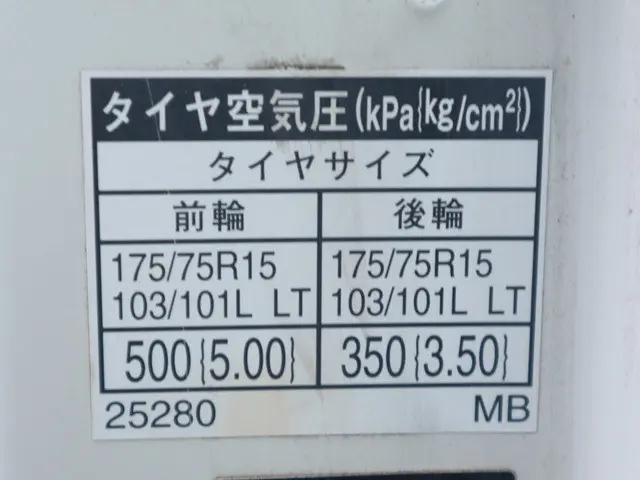 タイヤ空気圧(kPa{kg/cm²})
タイヤサイズ
前輪 後輪
175/75R15 175/75R15
103/101L LT 103/101L LT
500{5.00} 350{3.50}
25280 MB